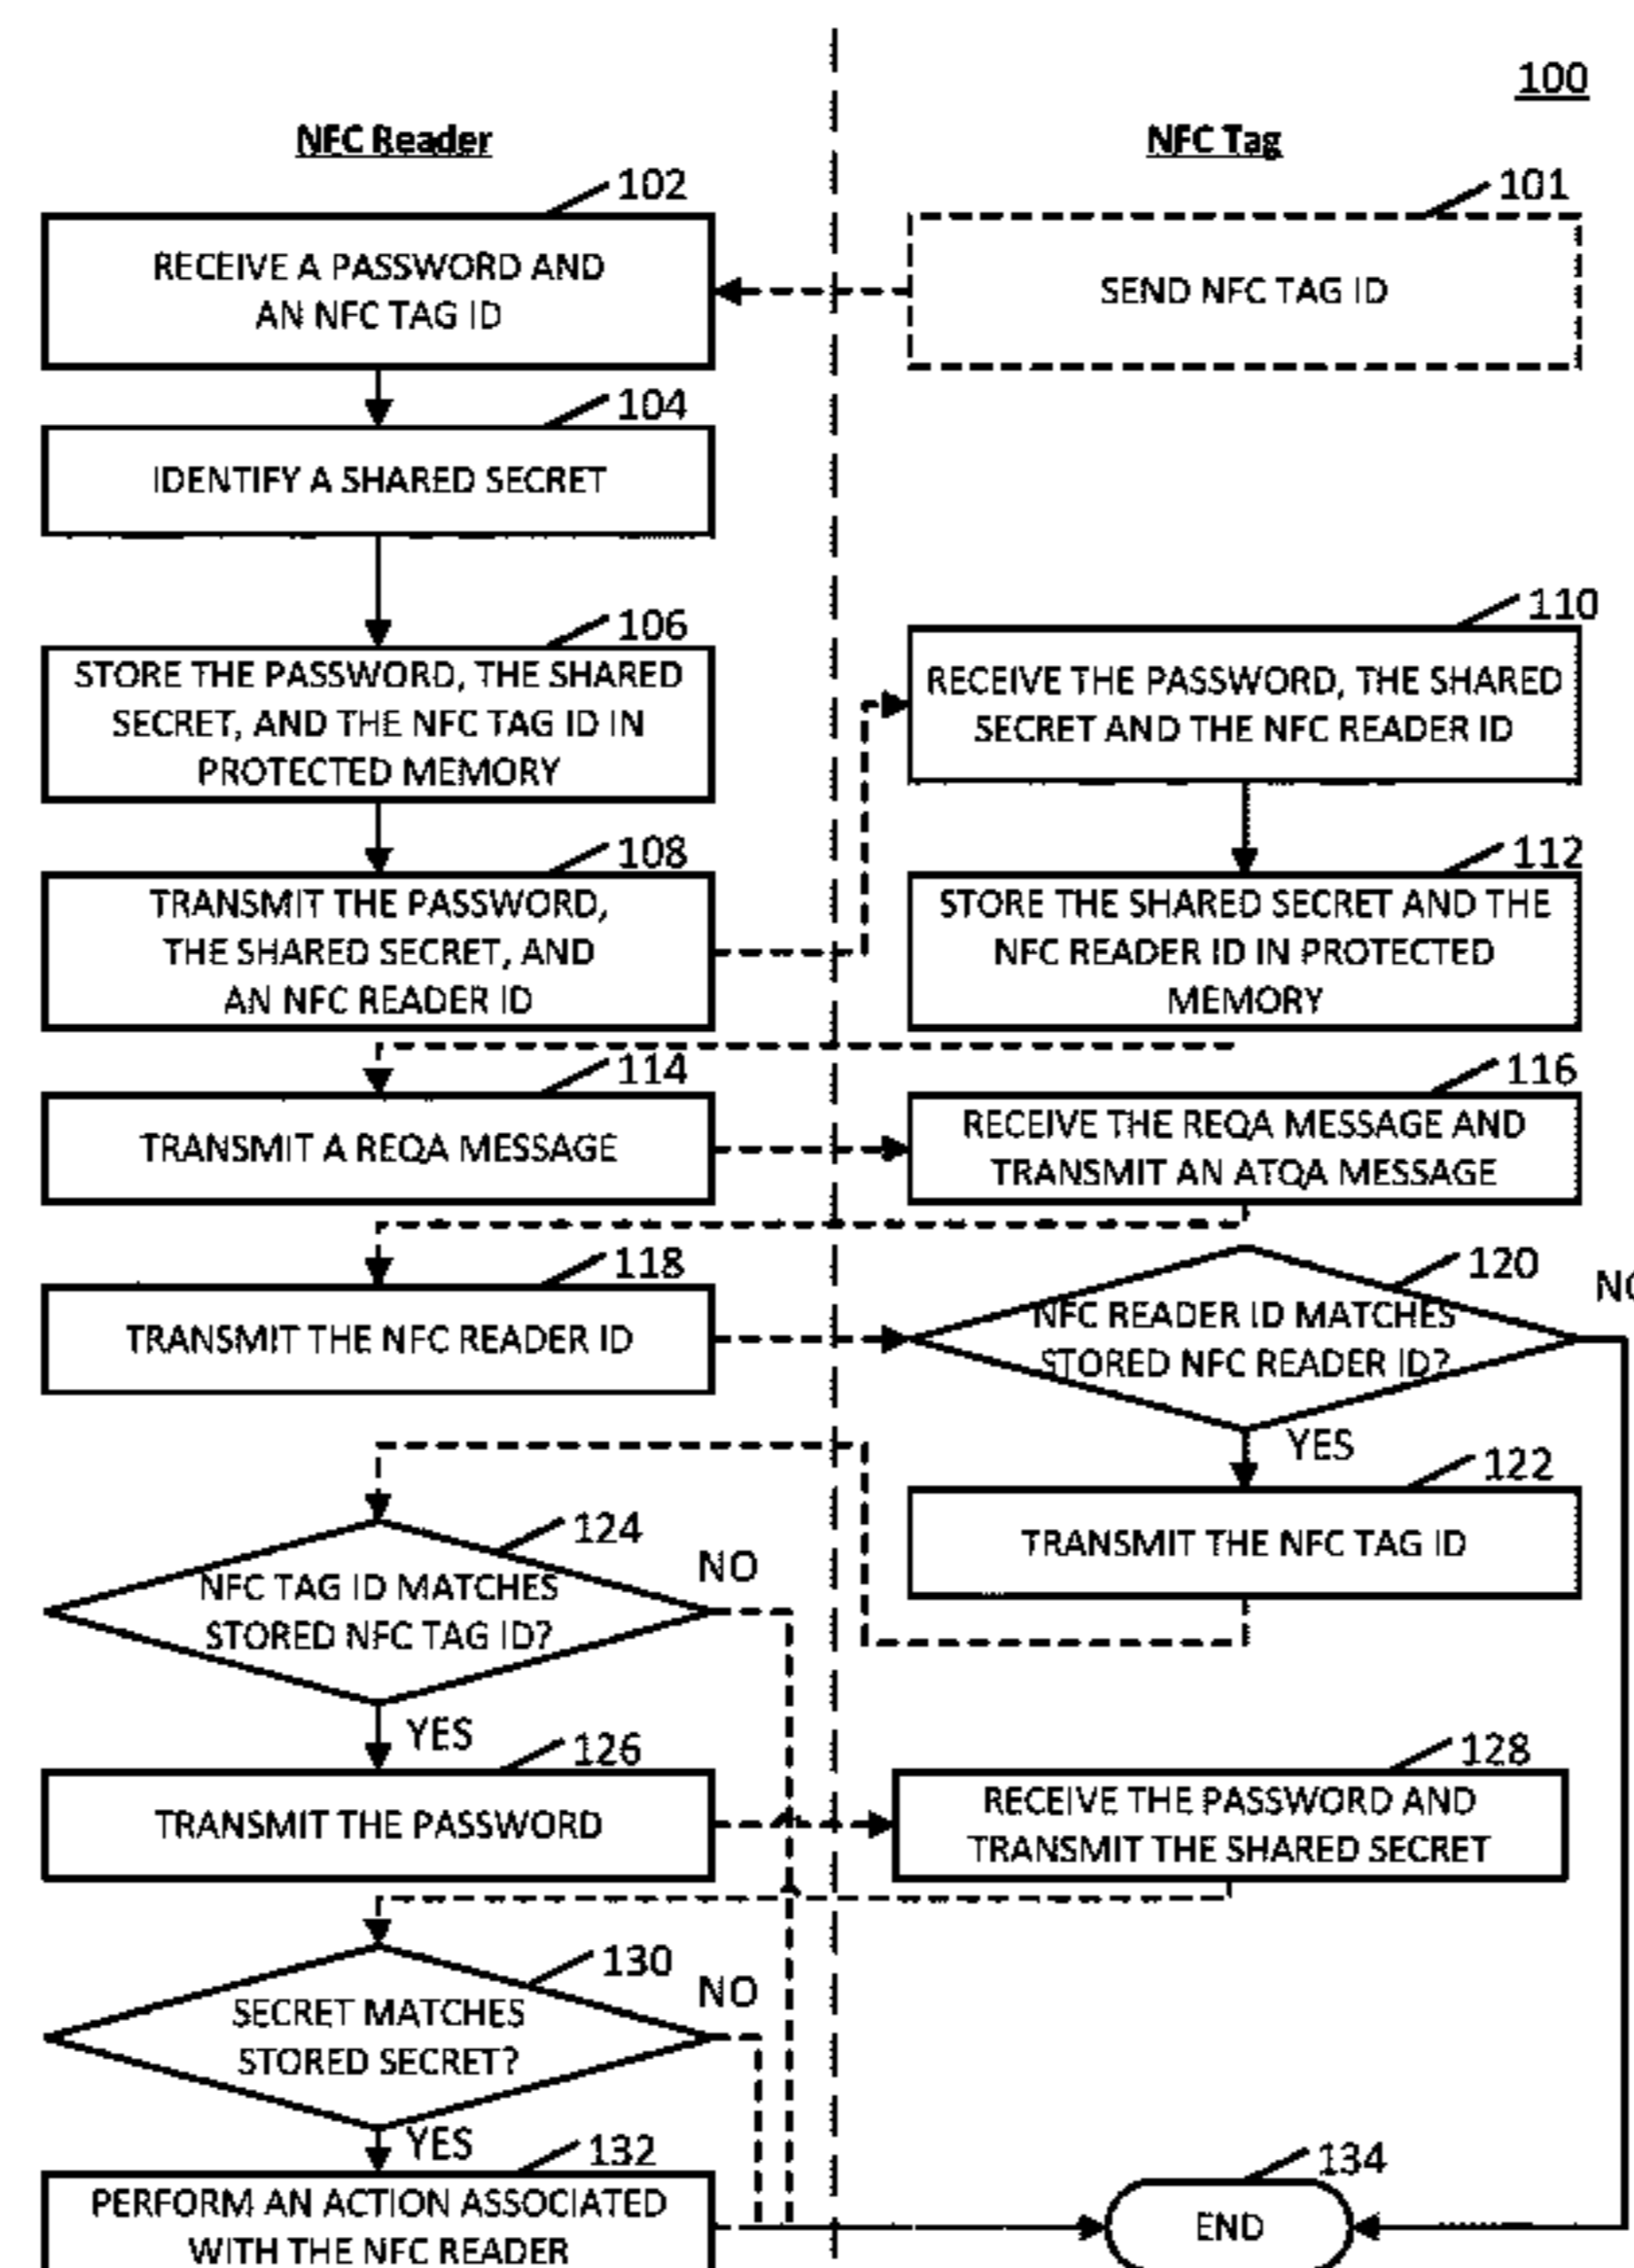 100
NFC Reader
NFC Tag
102
RECEIVE A PASSWORD AND
AN NFC TAG ID
101
SEND NFC TAG ID
104
IDENTIFY A SHARED SECRET
106
STORE THE PASSWORD, THE SHARED
SECRET, AND THE NFC TAG ID IN
PROTECTED MEMORY
110
RECEIVE THE PASSWORD, THE SHARED
SECRET AND THE NFC READER ID
108
TRANSMIT THE PASSWORD,
THE SHARED SECRET, AND
AN NFC READER ID
112
STORE THE SHARED SECRET AND THE
NFC READER ID IN PROTECTED
MEMORY
114
TRANSMIT A REQA MESSAGE
116
RECEIVE THE REQA MESSAGE AND
TRANSMIT AN ATQA MESSAGE
118
TRANSMIT THE NFC READER ID
120
NFC READER ID MATCHES
STORED NFC READER ID?
NO
YES
122
TRANSMIT THE NFC TAG ID
124
NFC TAG ID MATCHES
STORED NFC TAG ID?
NO
YES
126
TRANSMIT THE PASSWORD
128
RECEIVE THE PASSWORD AND
TRANSMIT THE SHARED SECRET
130
SECRET MATCHES
STORED SECRET?
NO
YES
132
PERFORM AN ACTION ASSOCIATED
WITH THE NFC READER
134
END